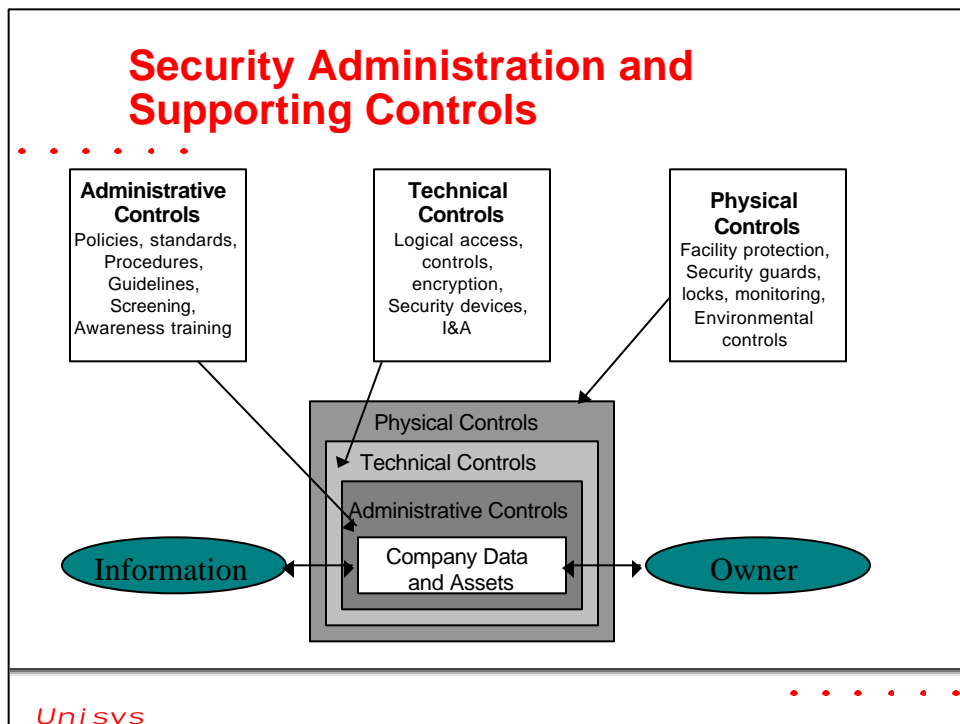 Security Administration and
Supporting Controls
Administrative
Controls
Policies, standards,
Procedures,
Guidelines,
Screening,
Awareness training
Technical
Controls
Logical access,
controls,
encryption,
Security devices,
I&A
Physical
Controls
Facility protection,
Security guards,
locks, monitoring,
Environmental
controls
Physical Controls
Technical Controls
Administrative Controls
Information
Company Data
and Assets
Owner
Unisys